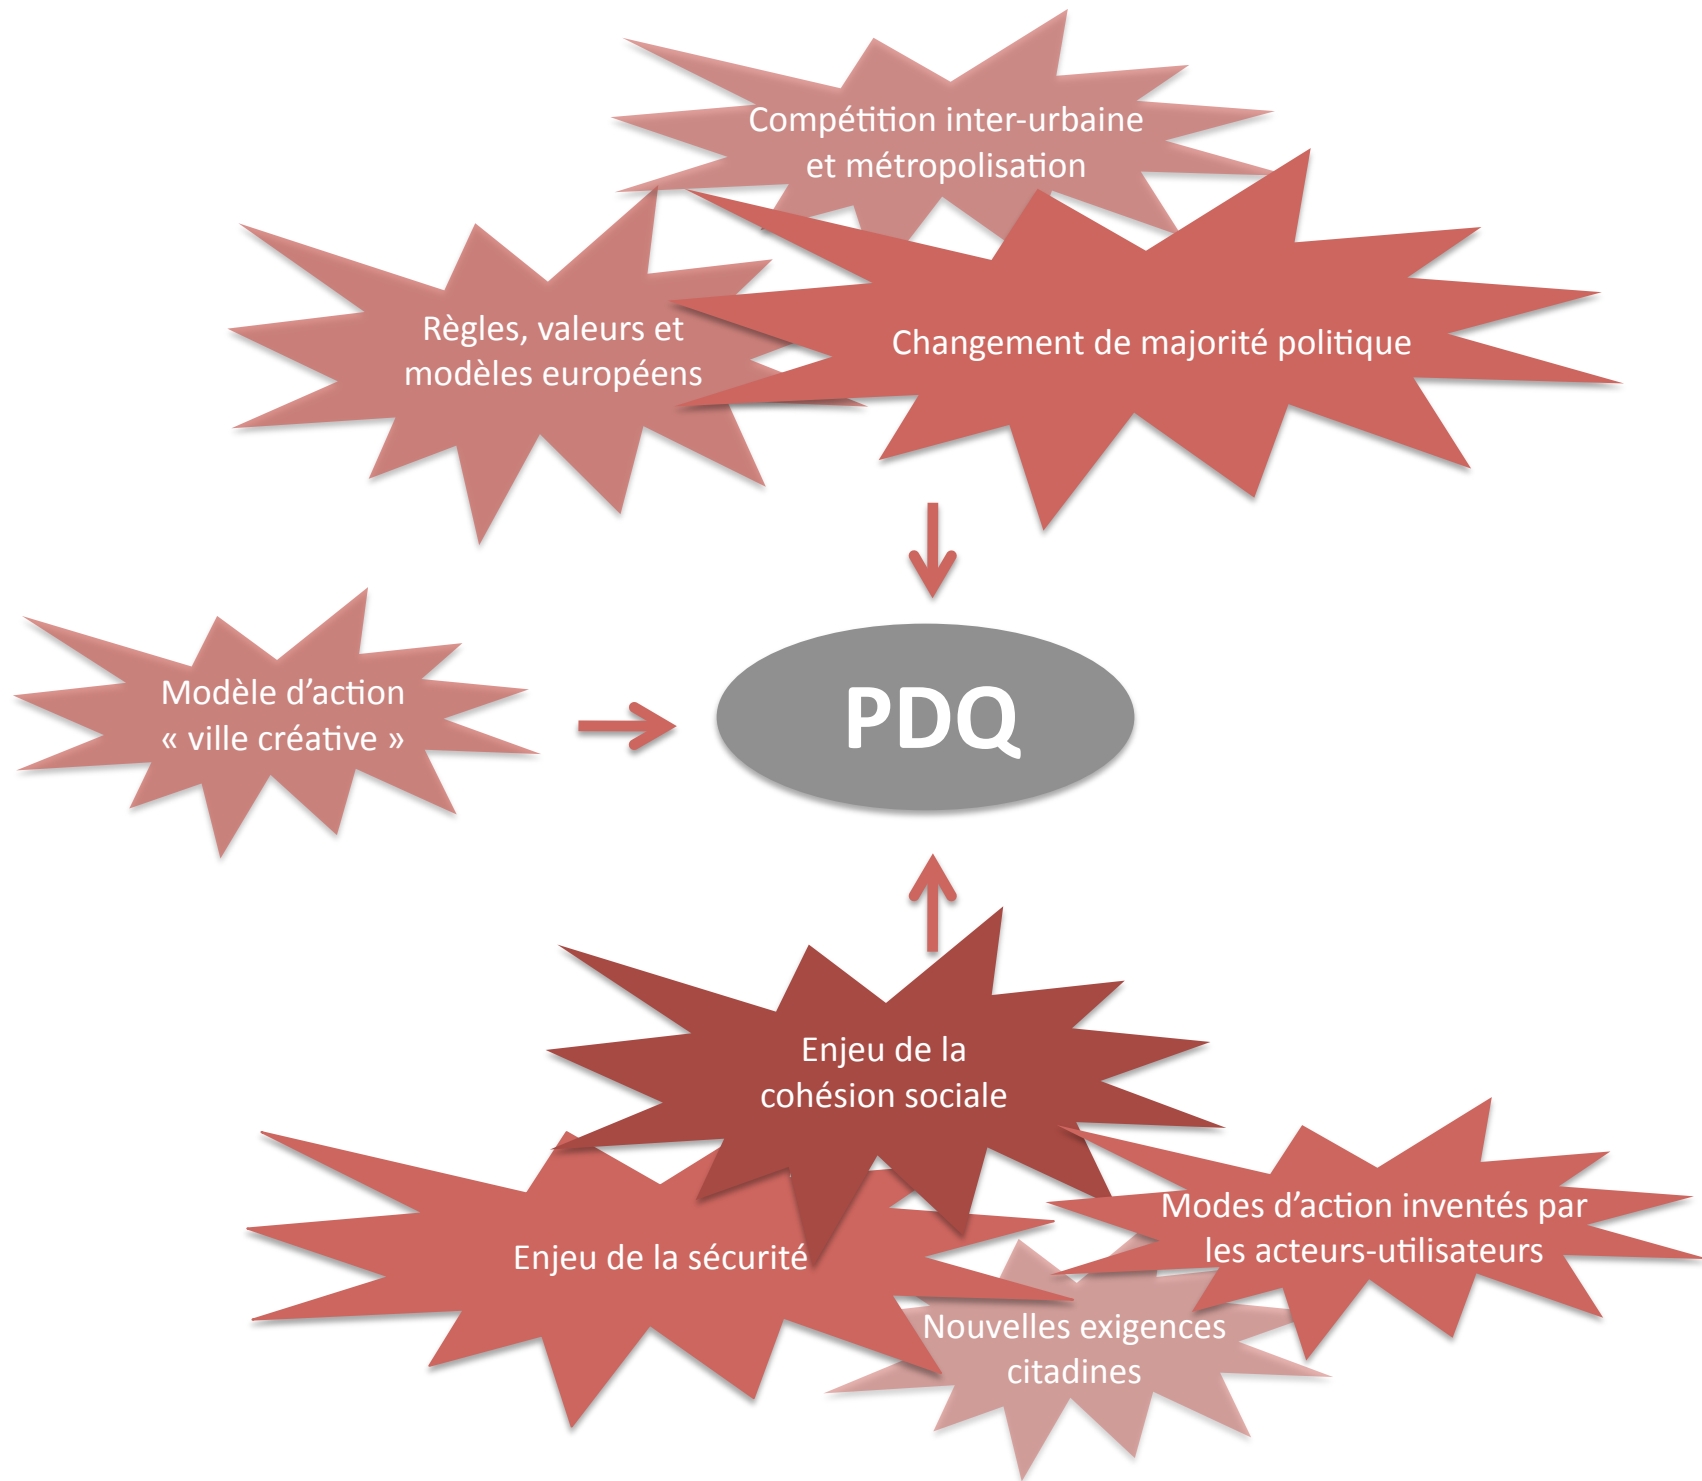 Compétition inter-urbaine
et métropolisation
Règles, valeurs et
modèles européens
Changement de majorité politique
Modèle d’action
« ville créative »
PDQ
Enjeu de la
cohésion sociale
Enjeu de la sécurité
Modes d’action inventés par
les acteurs-utilisateurs
Nouvelles exigences
citadines